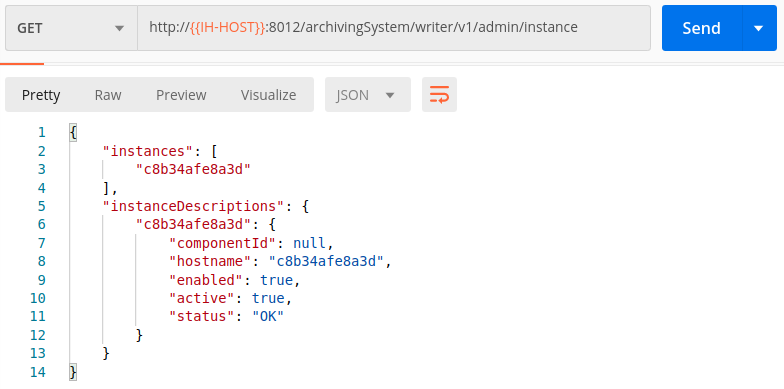 GET http://{{IH-HOST}}:8012/archivingSystem/writer/v1/admin/instance Send
Pretty Raw Preview Visualize JSON
1 {
2 "instances": [
3 "c8b34afe8a3d"
4 ],
5 "instanceDescriptions": {
6 "c8b34afe8a3d": {
7 "componentId": null,
8 "hostname": "c8b34afe8a3d",
9 "enabled": true,
10 "active": true,
11 "status": "OK"
12 }
13 }
14 }